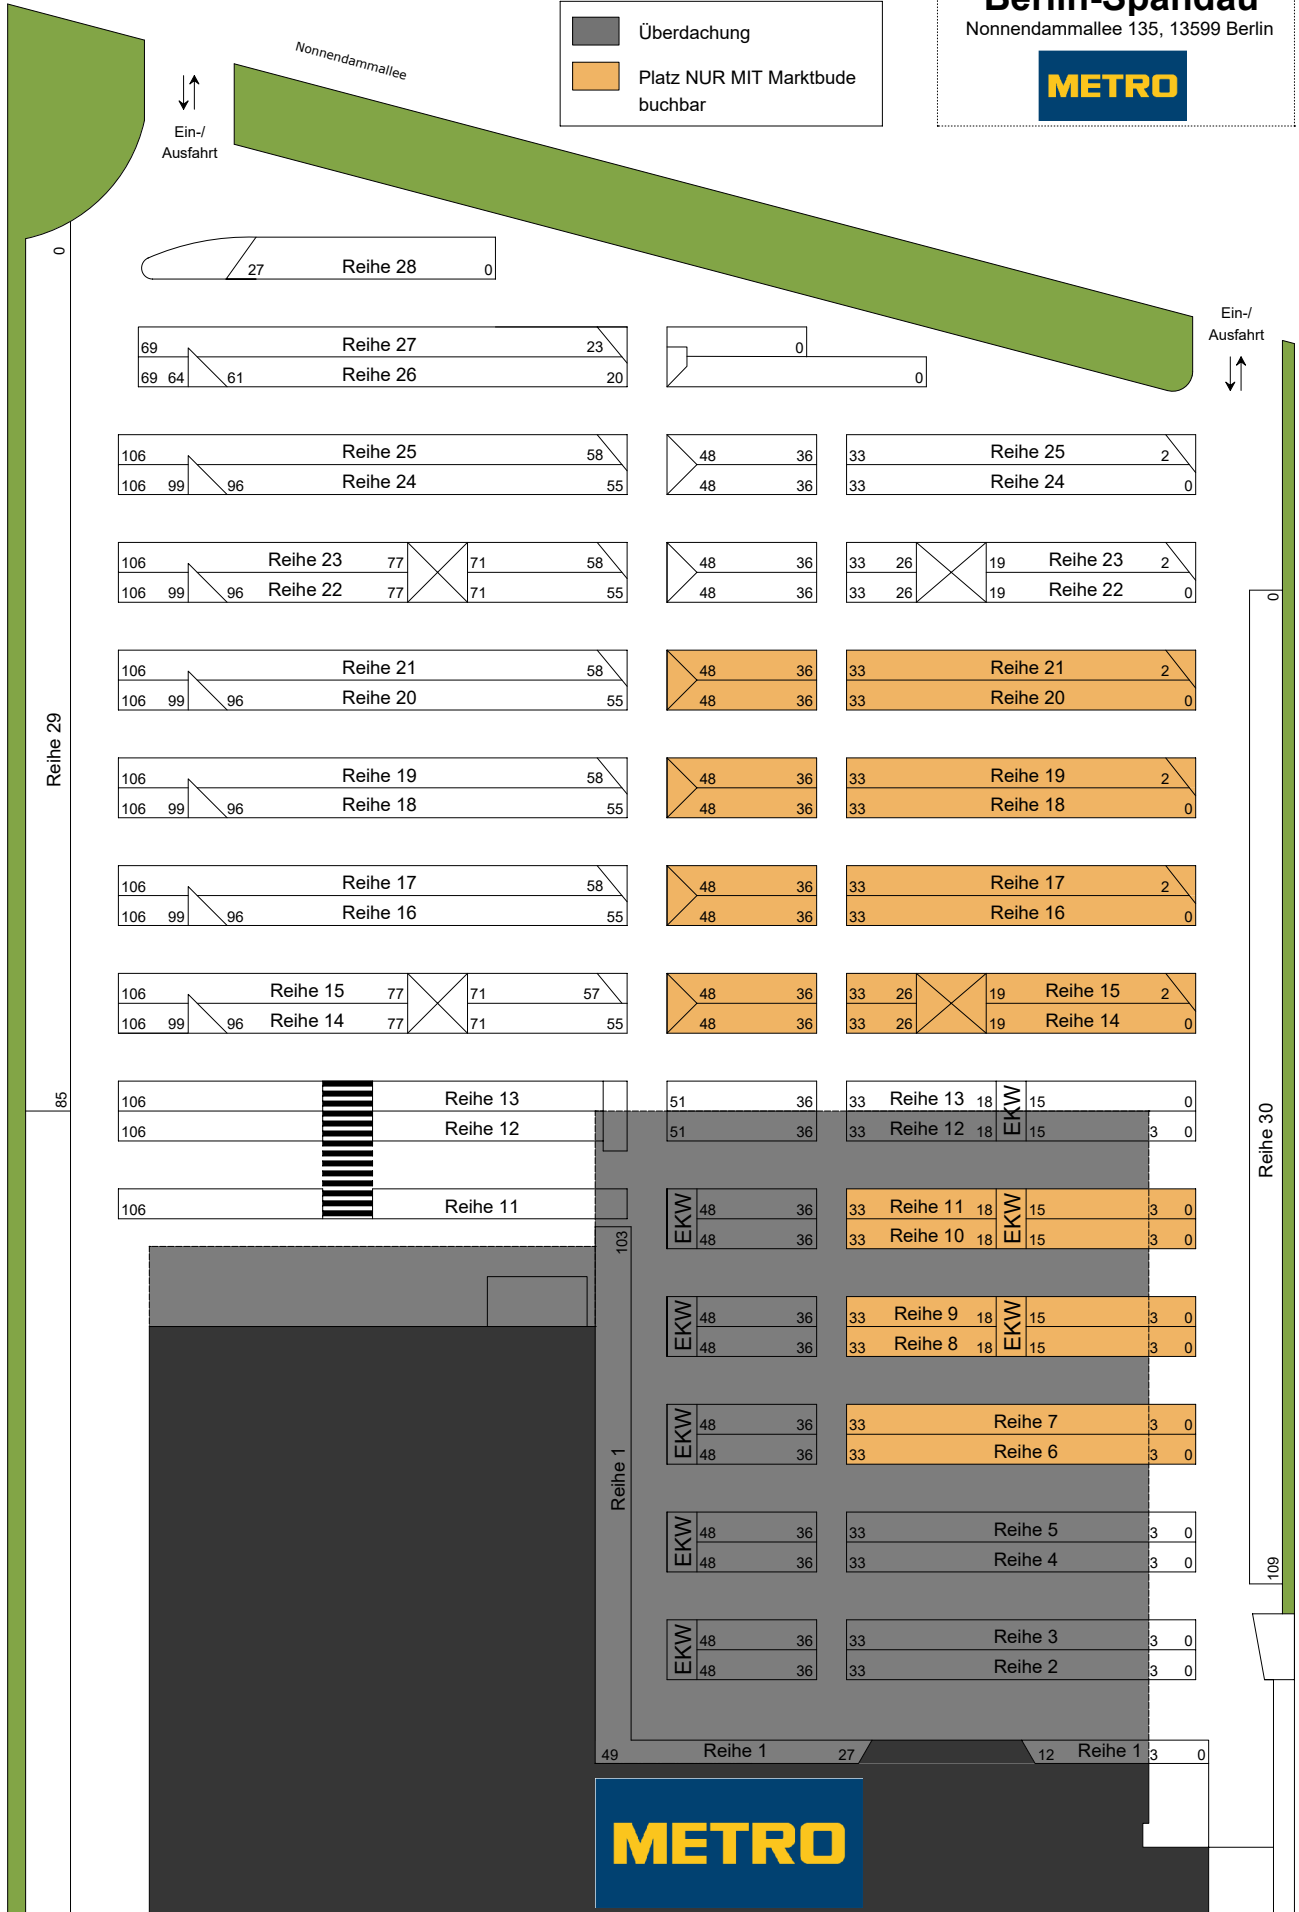 Berlin-Spandau
Nonnendammallee 135, 13599 Berlin
METRO
Überdachung
Platz NUR MIT Marktbude
buchbar
Nonnendammallee
Ein-/
Ausfahrt
0
27 Reihe 28 0
Ein-/
Ausfahrt
69 Reihe 27 23 0
69 64 61 Reihe 26 20 0
106 Reihe 25 58 48 36 33 Reihe 25 2
106 99 96 Reihe 24 55 48 36 33 Reihe 24 0
106 Reihe 23 77 71 58 48 36 33 26 19 Reihe 23 2
106 99 96 Reihe 22 77 71 55 48 36 33 26 19 Reihe 22 0
0
106 Reihe 21 58 48 36 33 Reihe 21 2
106 99 96 Reihe 20 55 48 36 33 Reihe 20 0
Reihe 29
106 Reihe 19 58 48 36 33 Reihe 19 2
106 99 96 Reihe 18 55 48 36 33 Reihe 18 0
106 Reihe 17 58 48 36 33 Reihe 17 2
106 99 96 Reihe 16 55 48 36 33 Reihe 16 0
106 Reihe 15 77 71 57 48 36 33 26 19 Reihe 15 2
106 99 96 Reihe 14 77 71 55 48 36 33 26 19 Reihe 14 0
85
106 Reihe 13 51 36 33 Reihe 13 18 EKW 15 0
106 Reihe 12 51 36 33 Reihe 12 18 15 3 0
Reihe 30
106 Reihe 11 EKW 48 36 33 Reihe 11 18 EKW 15 3 0
48 36 33 Reihe 10 18 15 3 0
103
EKW 48 36 33 Reihe 9 18 EKW 15 3 0
48 36 33 Reihe 8 18 15 3 0
EKW 48 36 33 Reihe 7 3 0
48 36 33 Reihe 6 3 0
Reihe 1
EKW 48 36 33 Reihe 5 3 0
48 36 33 Reihe 4 3 0
109
EKW 48 36 33 Reihe 3 3 0
48 36 33 Reihe 2 3 0
49 Reihe 1 27 12 Reihe 1 3 0
METRO